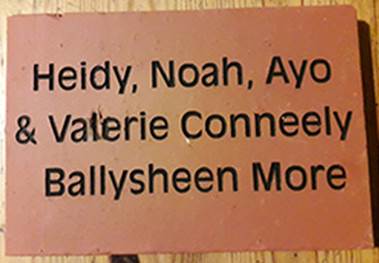 Heidy, Noah, Ayo
& Valerie Conneely
Ballysheen More